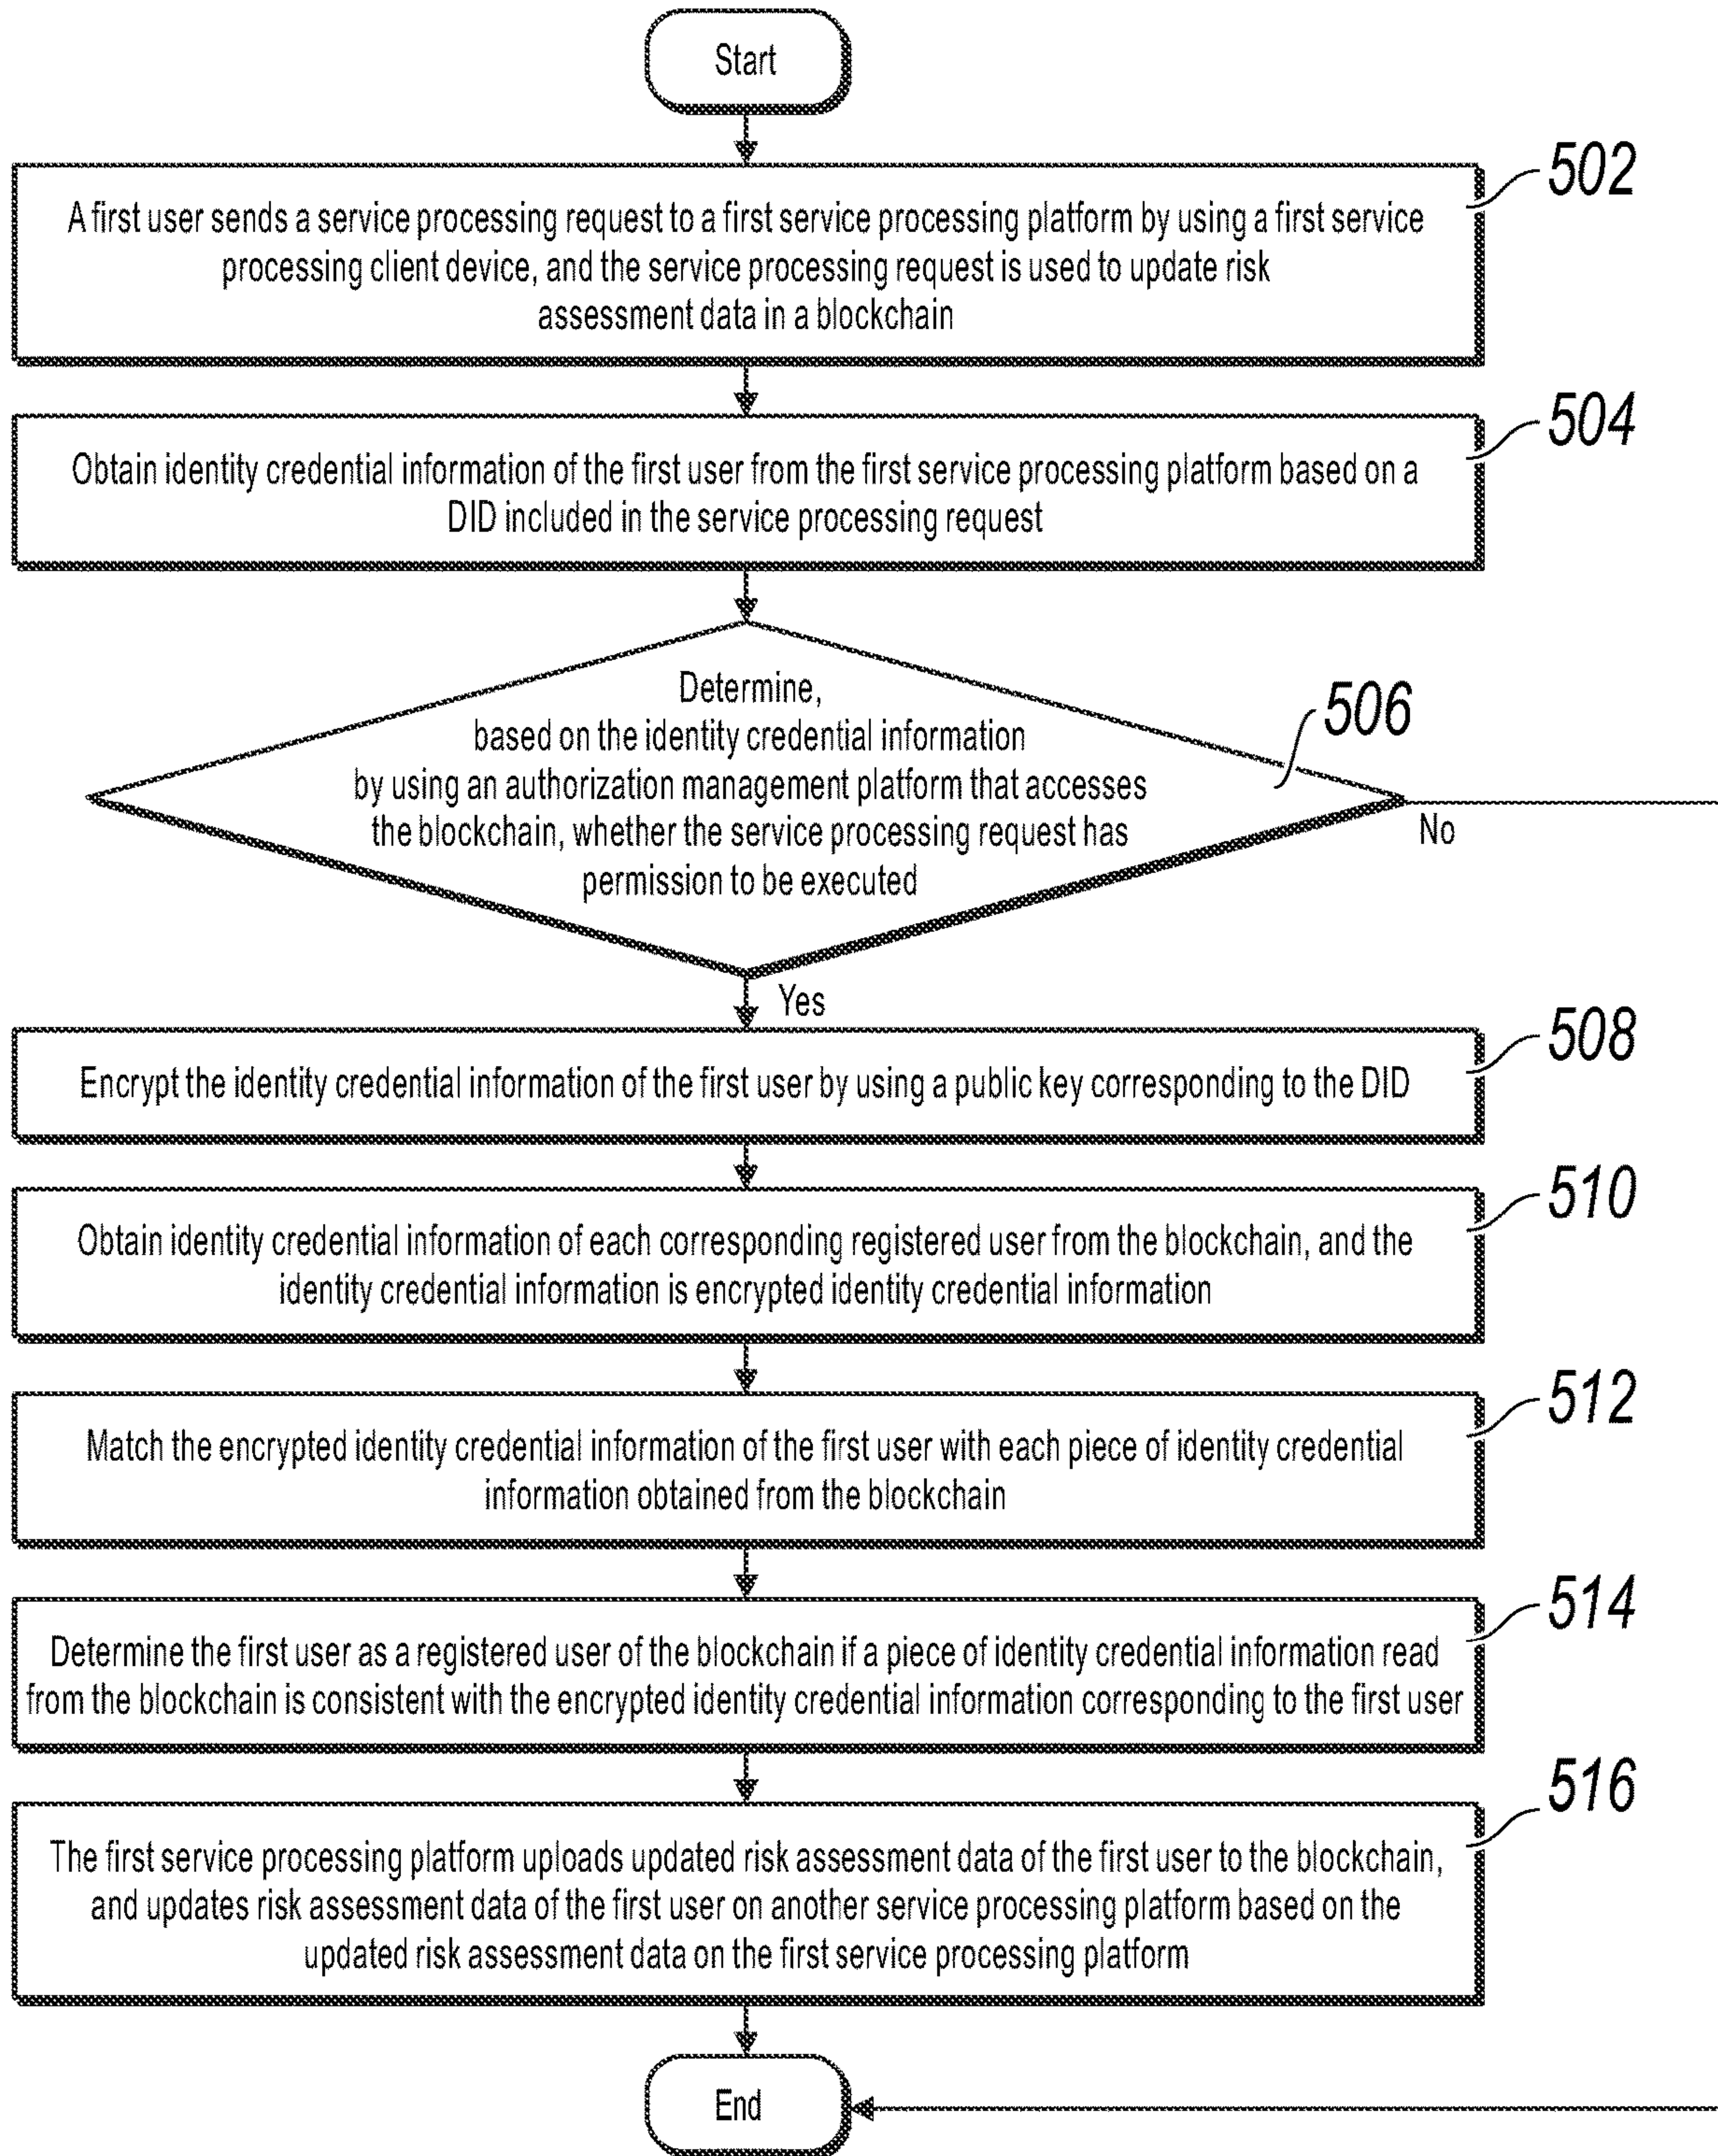 Start
502
A first user sends a service processing request to a first service processing platform by using a first service
processing client device, and the service processing request is used to update risk
assessment data in a blockchain
504
Obtain identity credential information of the first user from the first service processing platform based on a
DID included in the service processing request
506
Determine,
based on the identity credential information
by using an authorization management platform that accesses
the blockchain, whether the service processing request has
permission to be executed
No
Yes
508
Encrypt the identity credential information of the first user by using a public key corresponding to the DID
510
Obtain identity credential information of each corresponding registered user from the blockchain, and the
identity credential information is encrypted identity credential information
512
Match the encrypted identity credential information of the first user with each piece of identity credential
information obtained from the blockchain
514
Determine the first user as a registered user of the blockchain if a piece of identity credential information read
from the blockchain is consistent with the encrypted identity credential information corresponding to the first user
516
The first service processing platform uploads updated risk assessment data of the first user to the blockchain,
and updates risk assessment data of the first user on another service processing platform based on the
updated risk assessment data on the first service processing platform
End